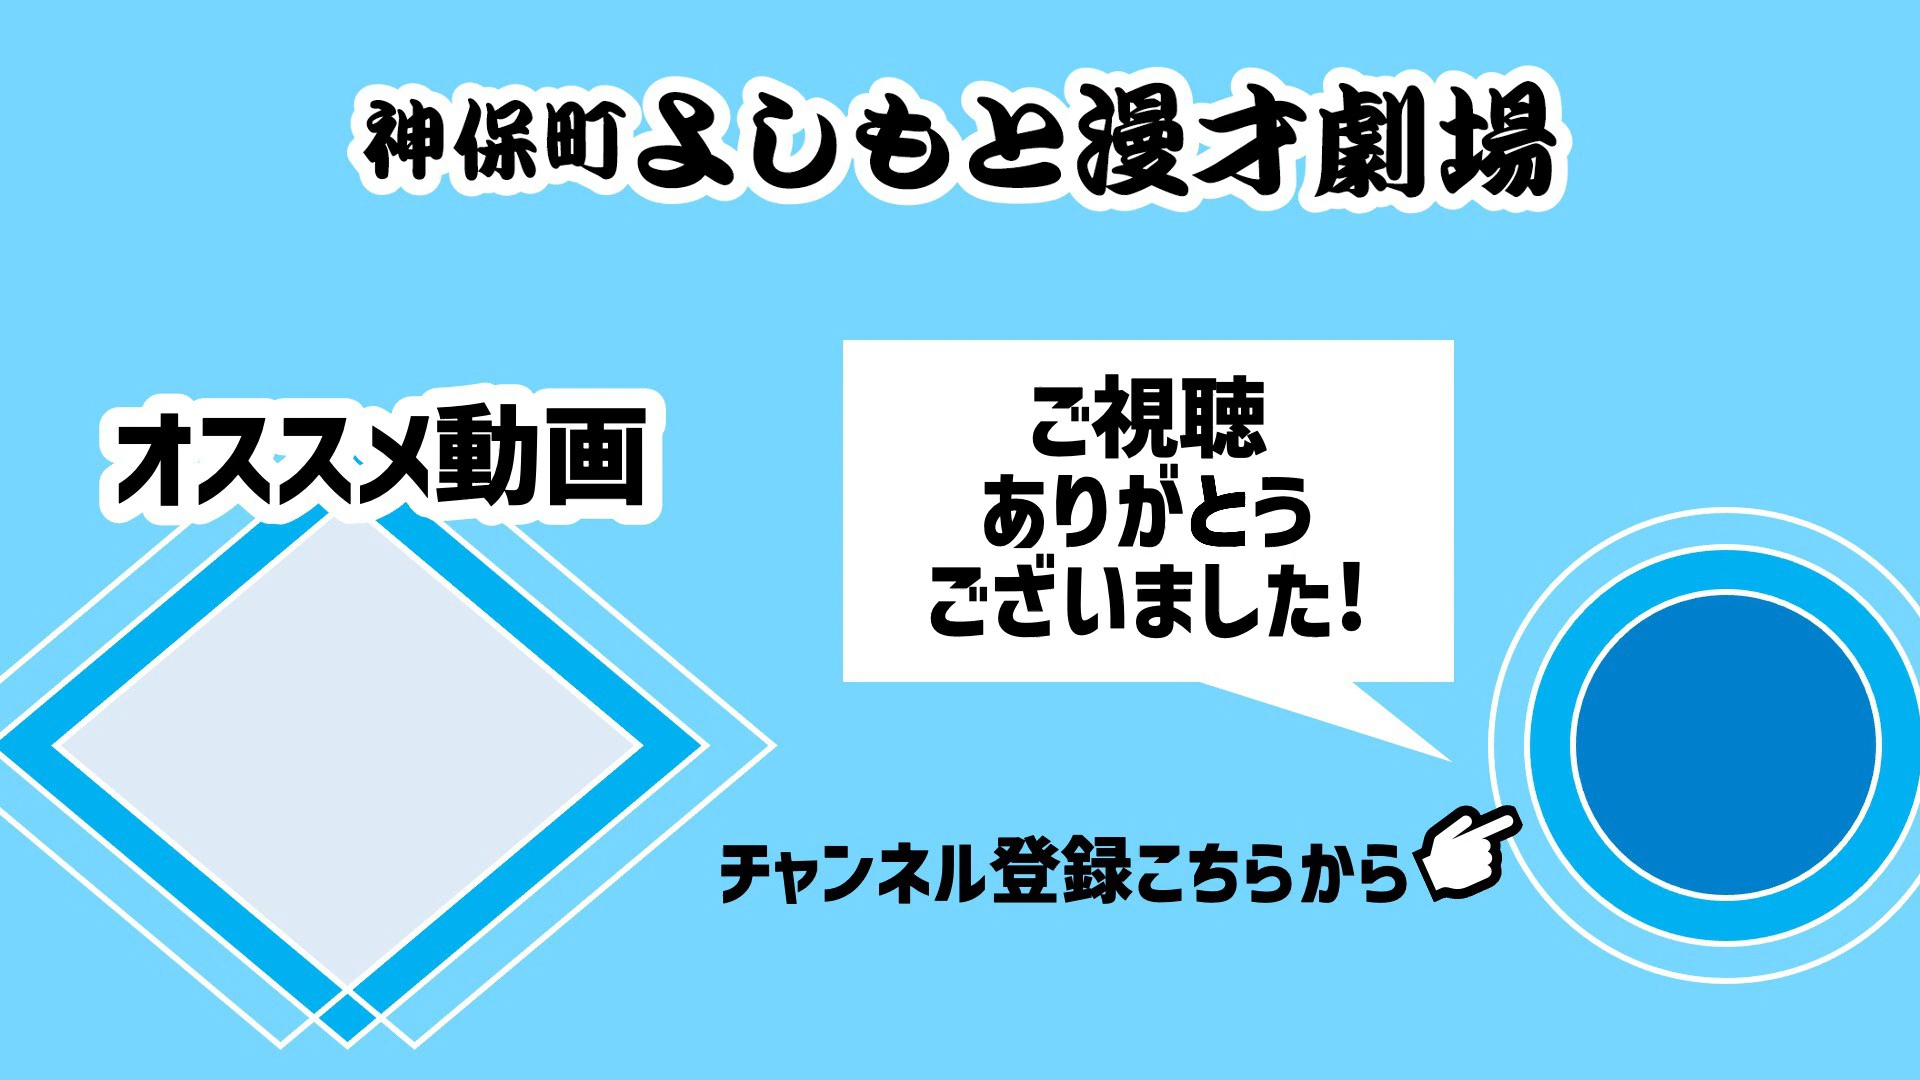 神保町よしもと漫才劇場
オススメ動画
ご視聴
ありがとう
ございました!
チャンネル登録こちらから